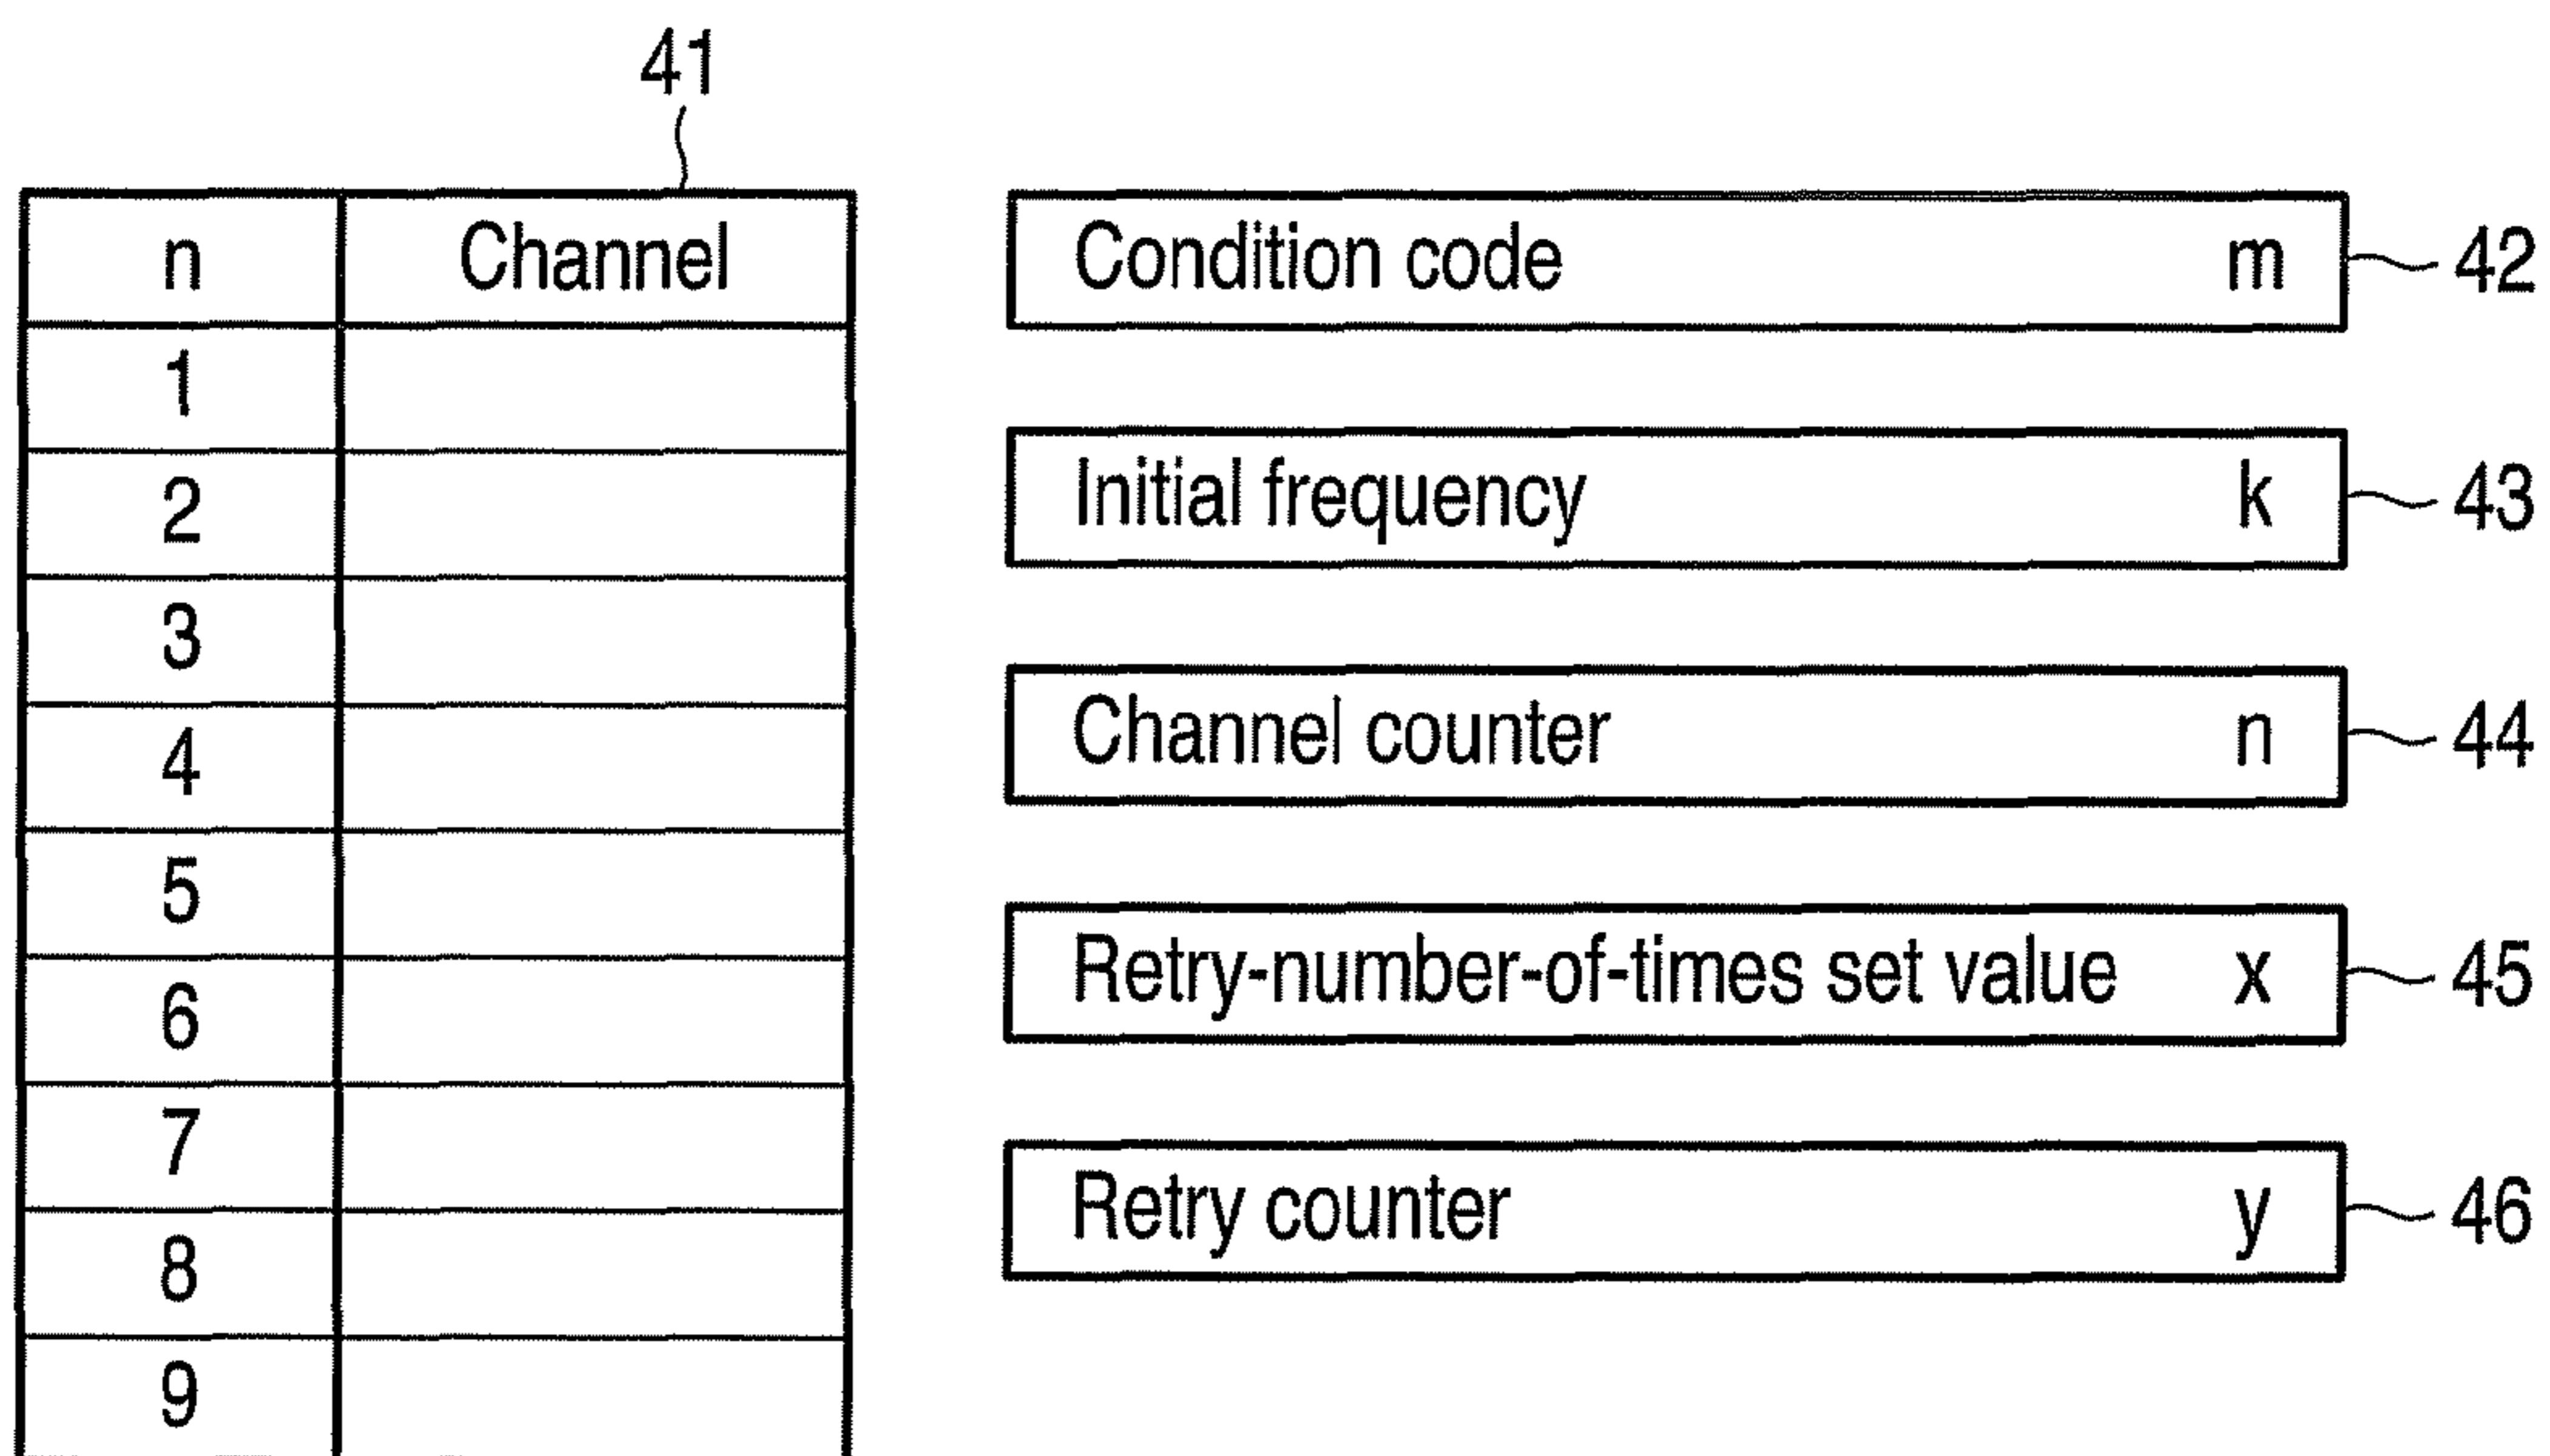 41
n Channel
1
2
3
4
5
6
7
8
9
Condition code m 42
Initial frequency k 43
Channel counter n 44
Retry-number-of-times set value x 45
Retry counter y 46